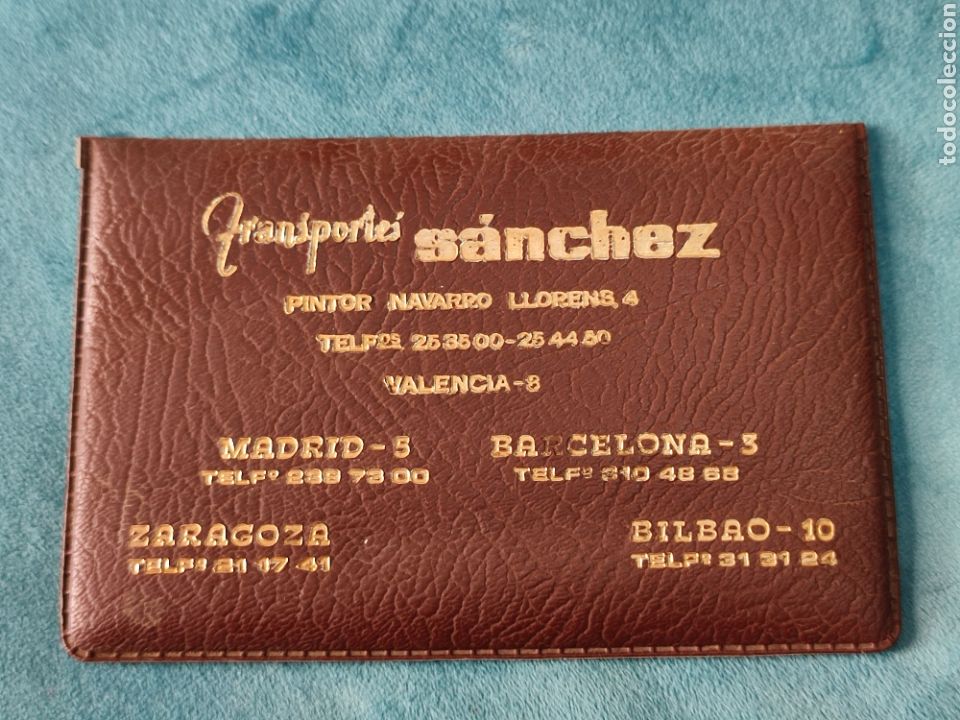 Transportes sánchez
PINTOR NAVARRO LLORENS, 4
TELFos. 25 35 00 - 25 44 50
VALENCIA - 8
MADRID - 5
TELFº 239 73 00
BARCELONA - 3
TELFº 310 48 68
ZARAGOZA
TELFº 21 17 41
BILBAO - 10
TELFº 31 31 24
todocoleccion